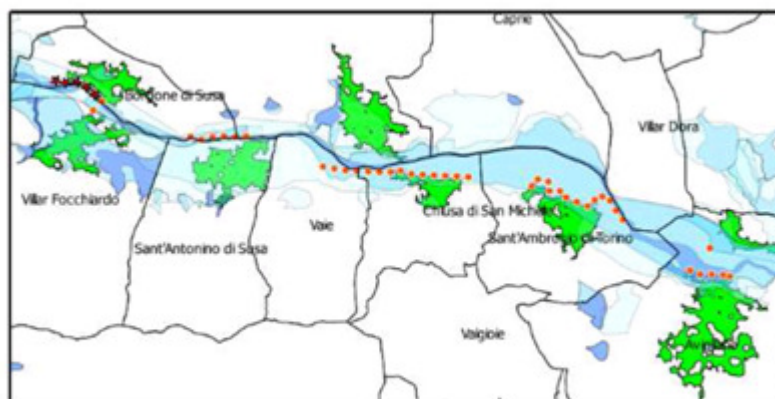 Caprie
Borgone di Susa
Villar Dora
Villar Focchiardo
Vaie
Chiusa di San Michele
Sant'Antonino di Susa
Sant'Ambrogio di Torino
Valgioie
Avigliana